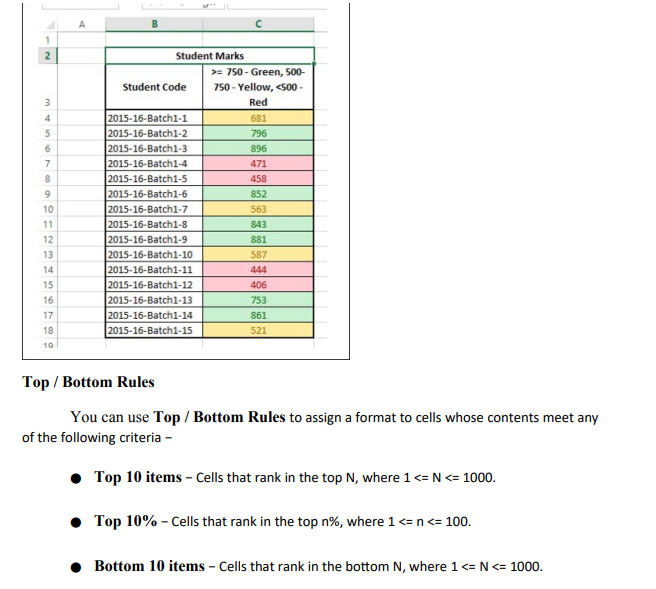 A B C
1
2 Student Marks
>= 750 - Green, 500-
Student Code 750 - Yellow, <500 -
3 Red
4 2015-16-Batch1-1 681
5 2015-16-Batch1-2 796
6 2015-16-Batch1-3 896
7 2015-16-Batch1-4 471
8 2015-16-Batch1-5 458
9 2015-16-Batch1-6 852
10 2015-16-Batch1-7 563
11 2015-16-Batch1-8 843
12 2015-16-Batch1-9 881
13 2015-16-Batch1-10 587
14 2015-16-Batch1-11 444
15 2015-16-Batch1-12 406
16 2015-16-Batch1-13 753
17 2015-16-Batch1-14 861
18 2015-16-Batch1-15 521
19
Top / Bottom Rules
You can use Top / Bottom Rules to assign a format to cells whose contents meet any
of the following criteria –
● Top 10 items – Cells that rank in the top N, where 1 <= N <= 1000.
● Top 10% – Cells that rank in the top n%, where 1 <= n <= 100.
● Bottom 10 items – Cells that rank in the bottom N, where 1 <= N <= 1000.